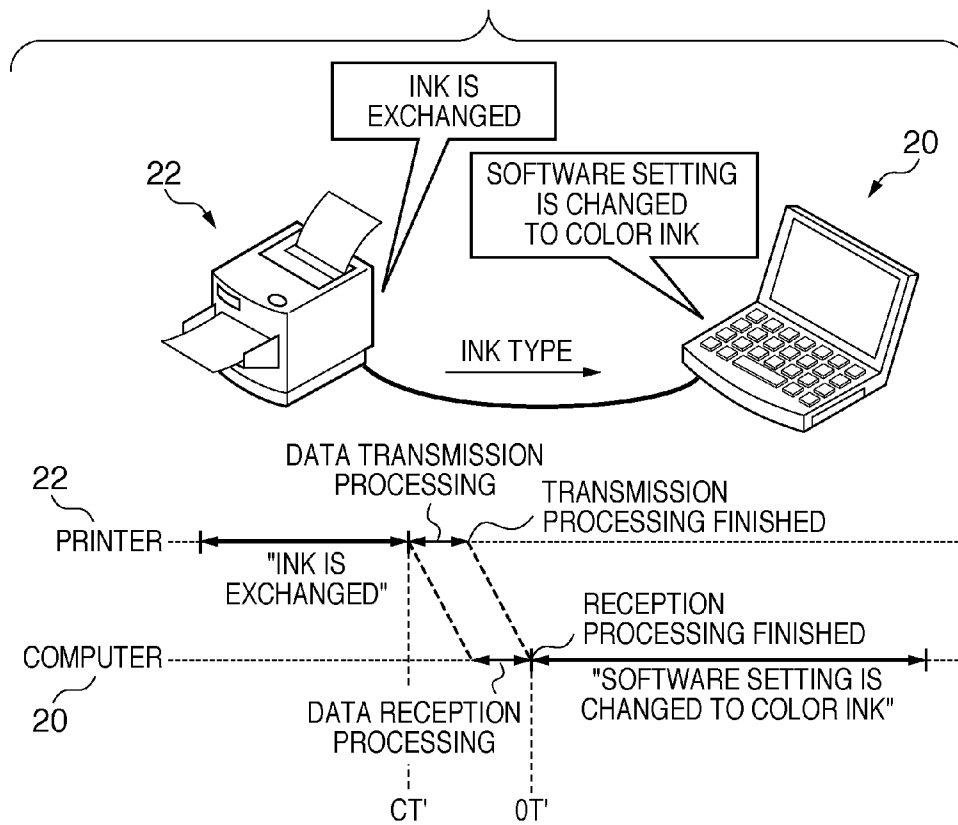 INK IS
EXCHANGED
20
22
SOFTWARE SETTING
IS CHANGED
TO COLOR INK
INK TYPE
DATA TRANSMISSION
PROCESSING
22
TRANSMISSION
PROCESSING FINISHED
PRINTER
"INK IS
EXCHANGED"
RECEPTION
PROCESSING FINISHED
COMPUTER
20
DATA RECEPTION
PROCESSING
"SOFTWARE SETTING IS
CHANGED TO COLOR INK"
CT'
0T'